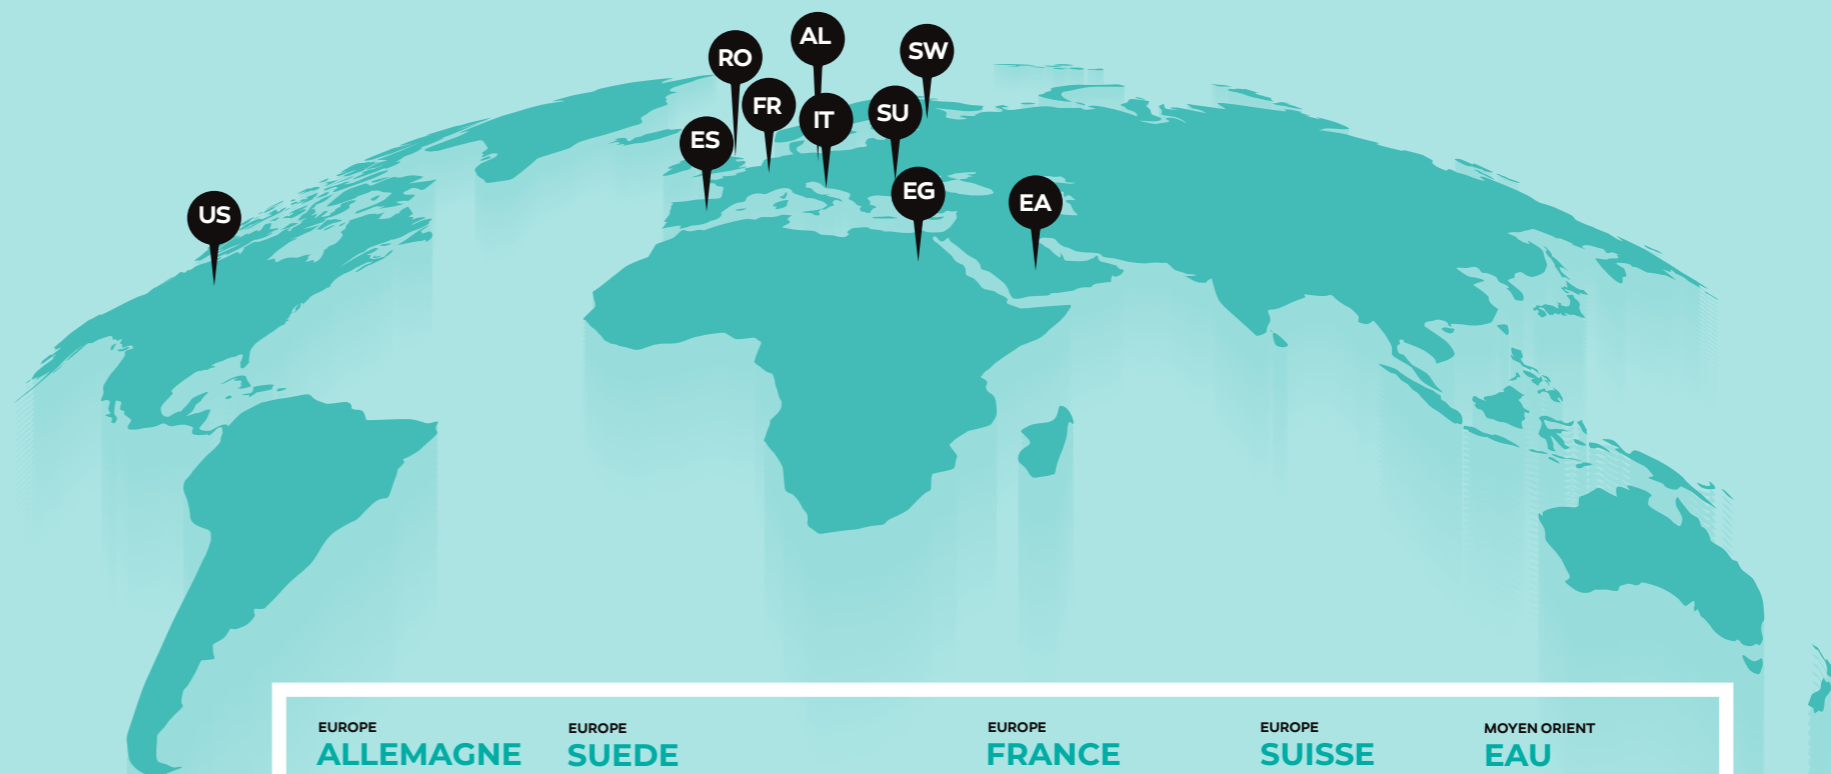 AL
RO
SW
FR
SU
IT
ES
EG
EA
US
EUROPE
ALLEMAGNE
EUROPE
SUEDE
EUROPE
FRANCE
EUROPE
SUISSE
MOYEN ORIENT
EAU